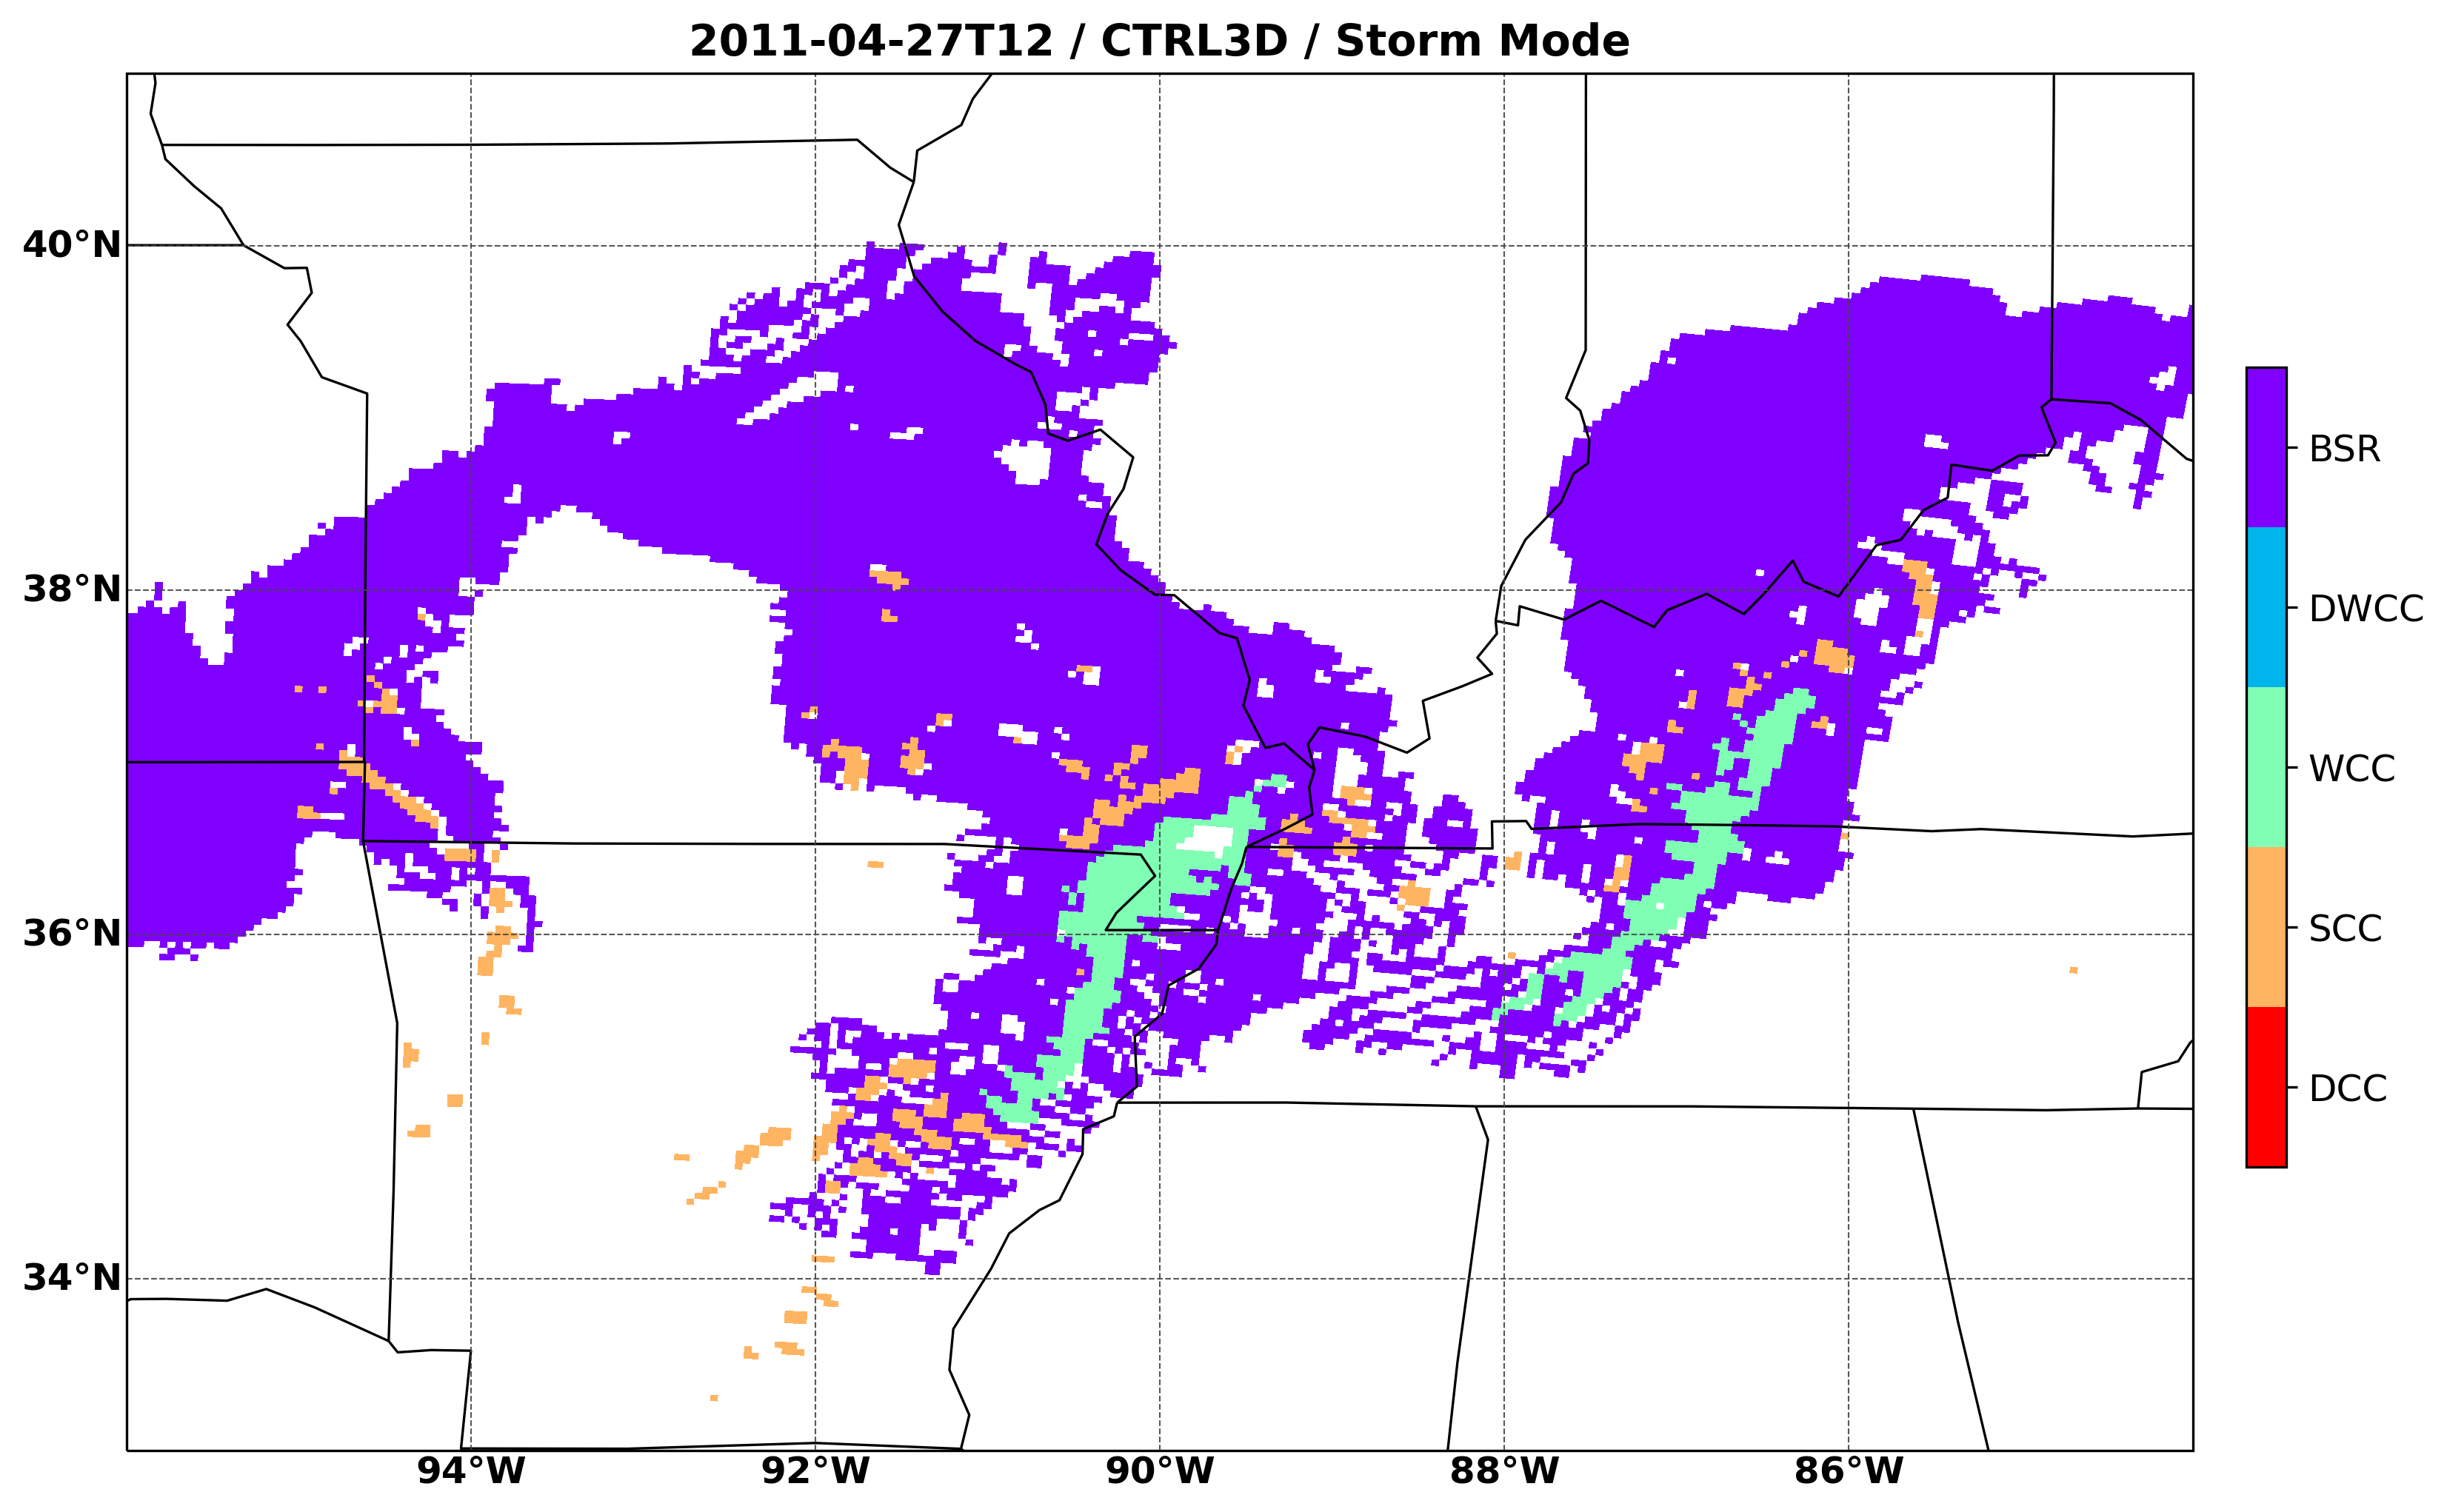 2011-04-27T12 / CTRL3D / Storm Mode
40°N
38°N
36°N
34°N
94°W
92°W
90°W
88°W
86°W
BSR
DWCC
WCC
SCC
DCC